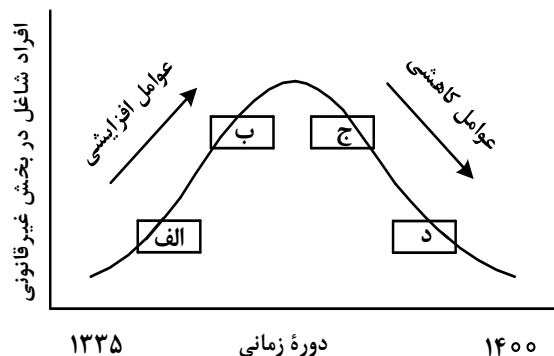 افراد شاغل در بخش غیرقانونی
عوامل افزایشی
عوامل کاهشی
ب
ج
الف
د
۱۳۳۵
دورهٔ زمانی
۱۴۰۰